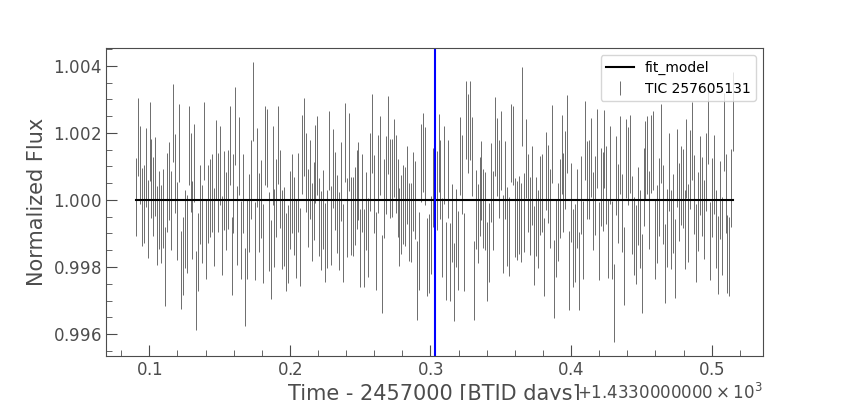 1.004
1.002
1.000
0.998
0.996
Normalized Flux
fit_model
TIC 257605131
0.1
0.2
0.3
0.4
0.5
Time - 2457000 [BTJD days]
+1.4330000000 × 10³